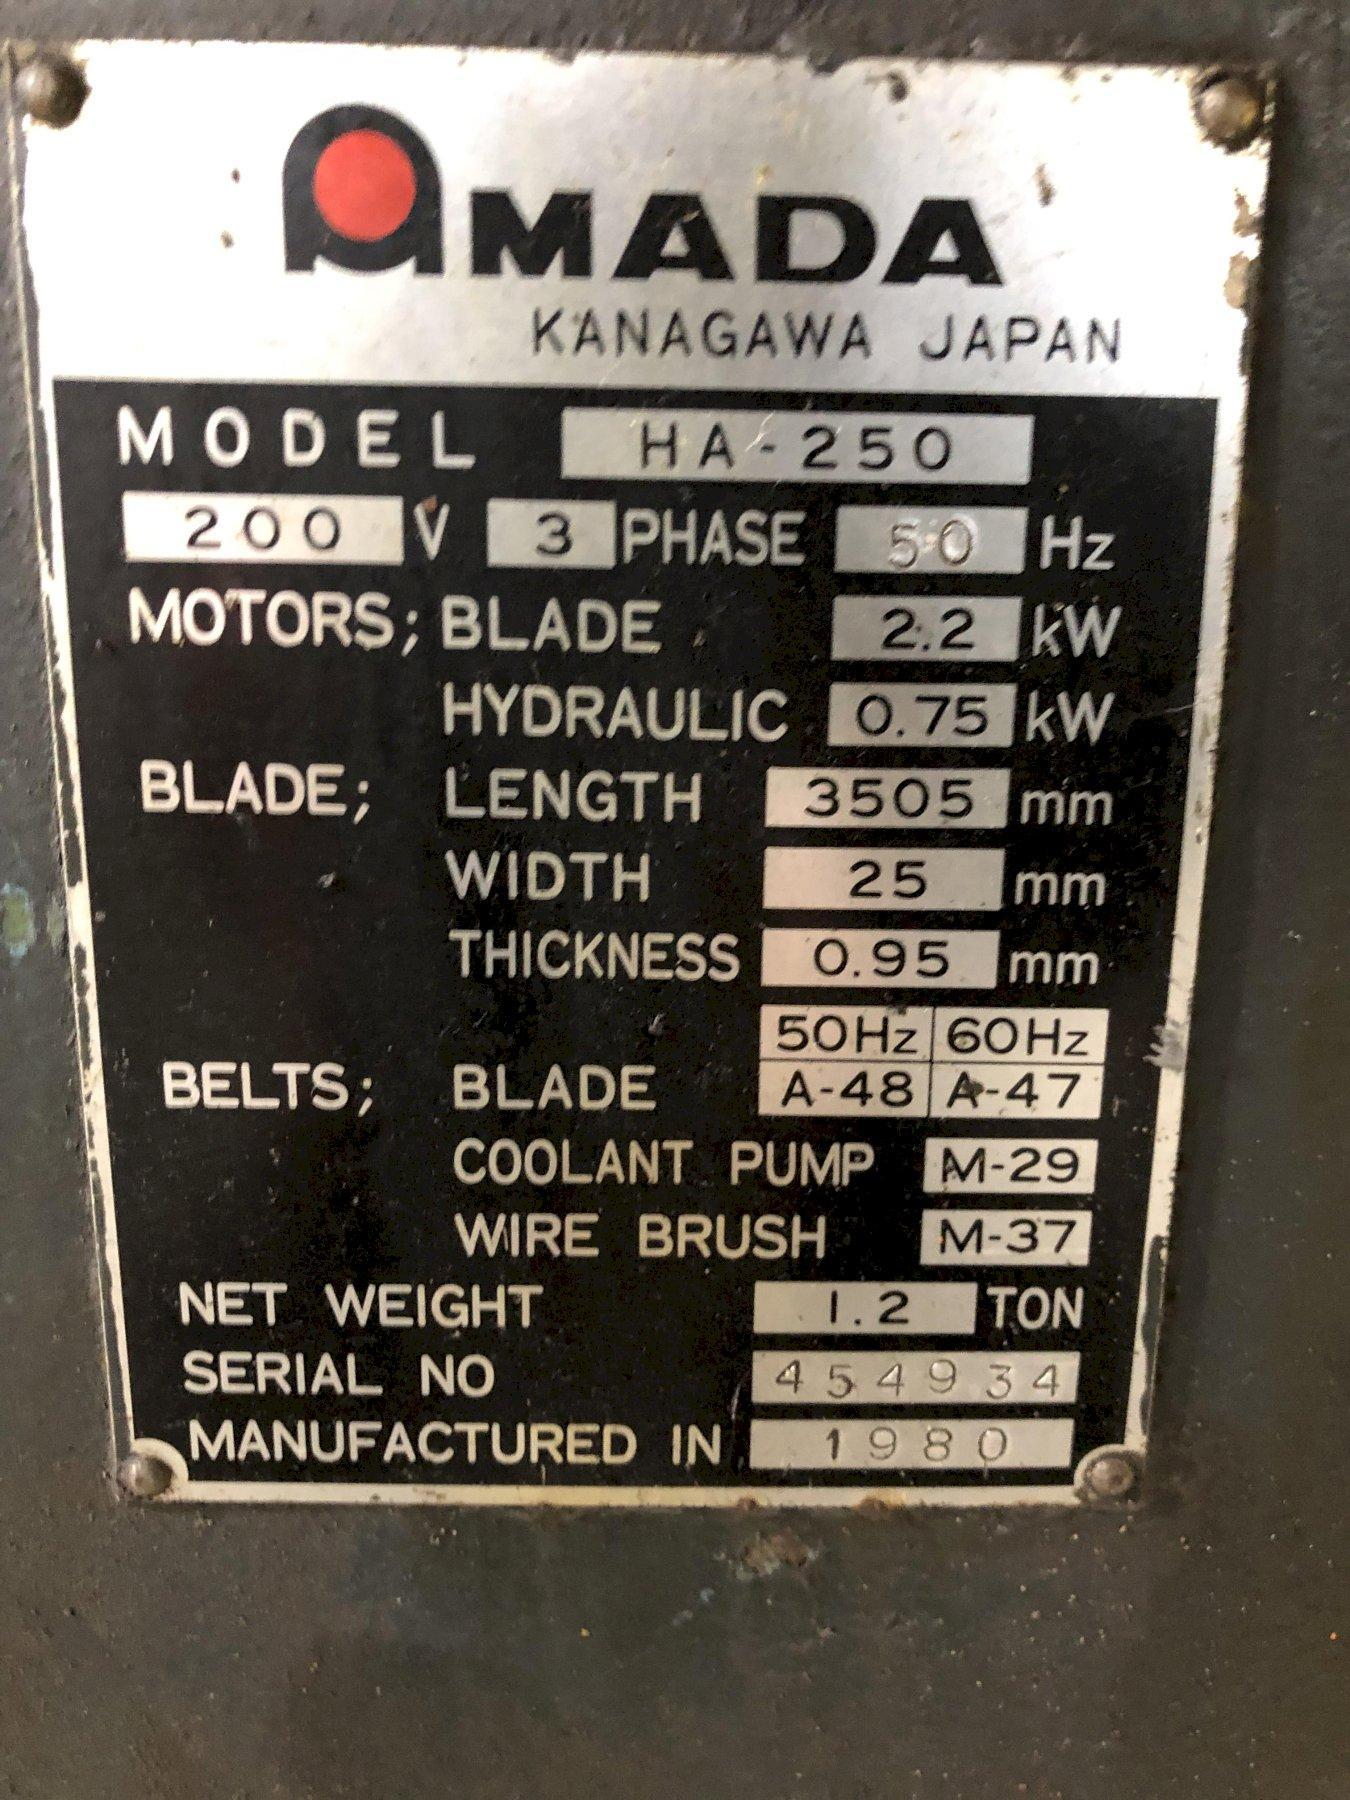 AMADA
KANAGAWA JAPAN
MODEL HA-250
200 V 3 PHASE 50 Hz
MOTORS; BLADE 2.2 kW
HYDRAULIC 0.75 kW
BLADE; LENGTH 3505 mm
WIDTH 25 mm
THICKNESS 0.95 mm
50Hz 60Hz
BELTS; BLADE A-48 A-47
COOLANT PUMP M-29
WIRE BRUSH M-37
NET WEIGHT 1.2 TON
SERIAL NO 454934
MANUFACTURED IN 1980